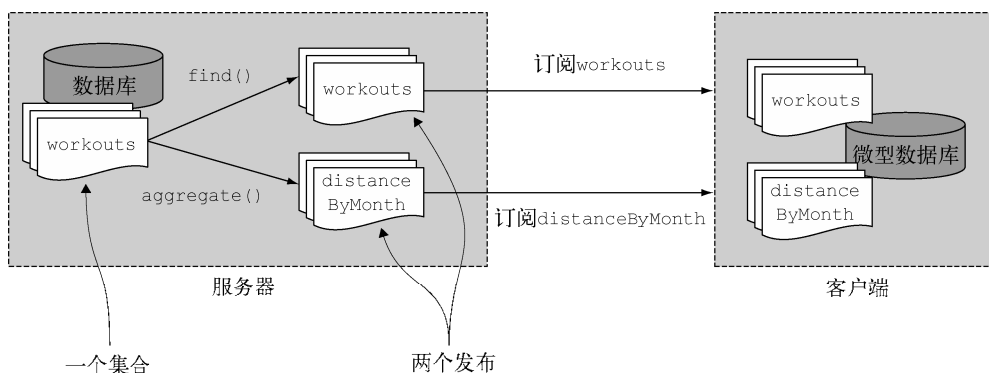 数据库
workouts
find()
aggregate()
workouts
distance
ByMonth
订阅workouts
订阅distanceByMonth
workouts
微型数据库
distance
ByMonth
服务器
客户端
一个集合
两个发布